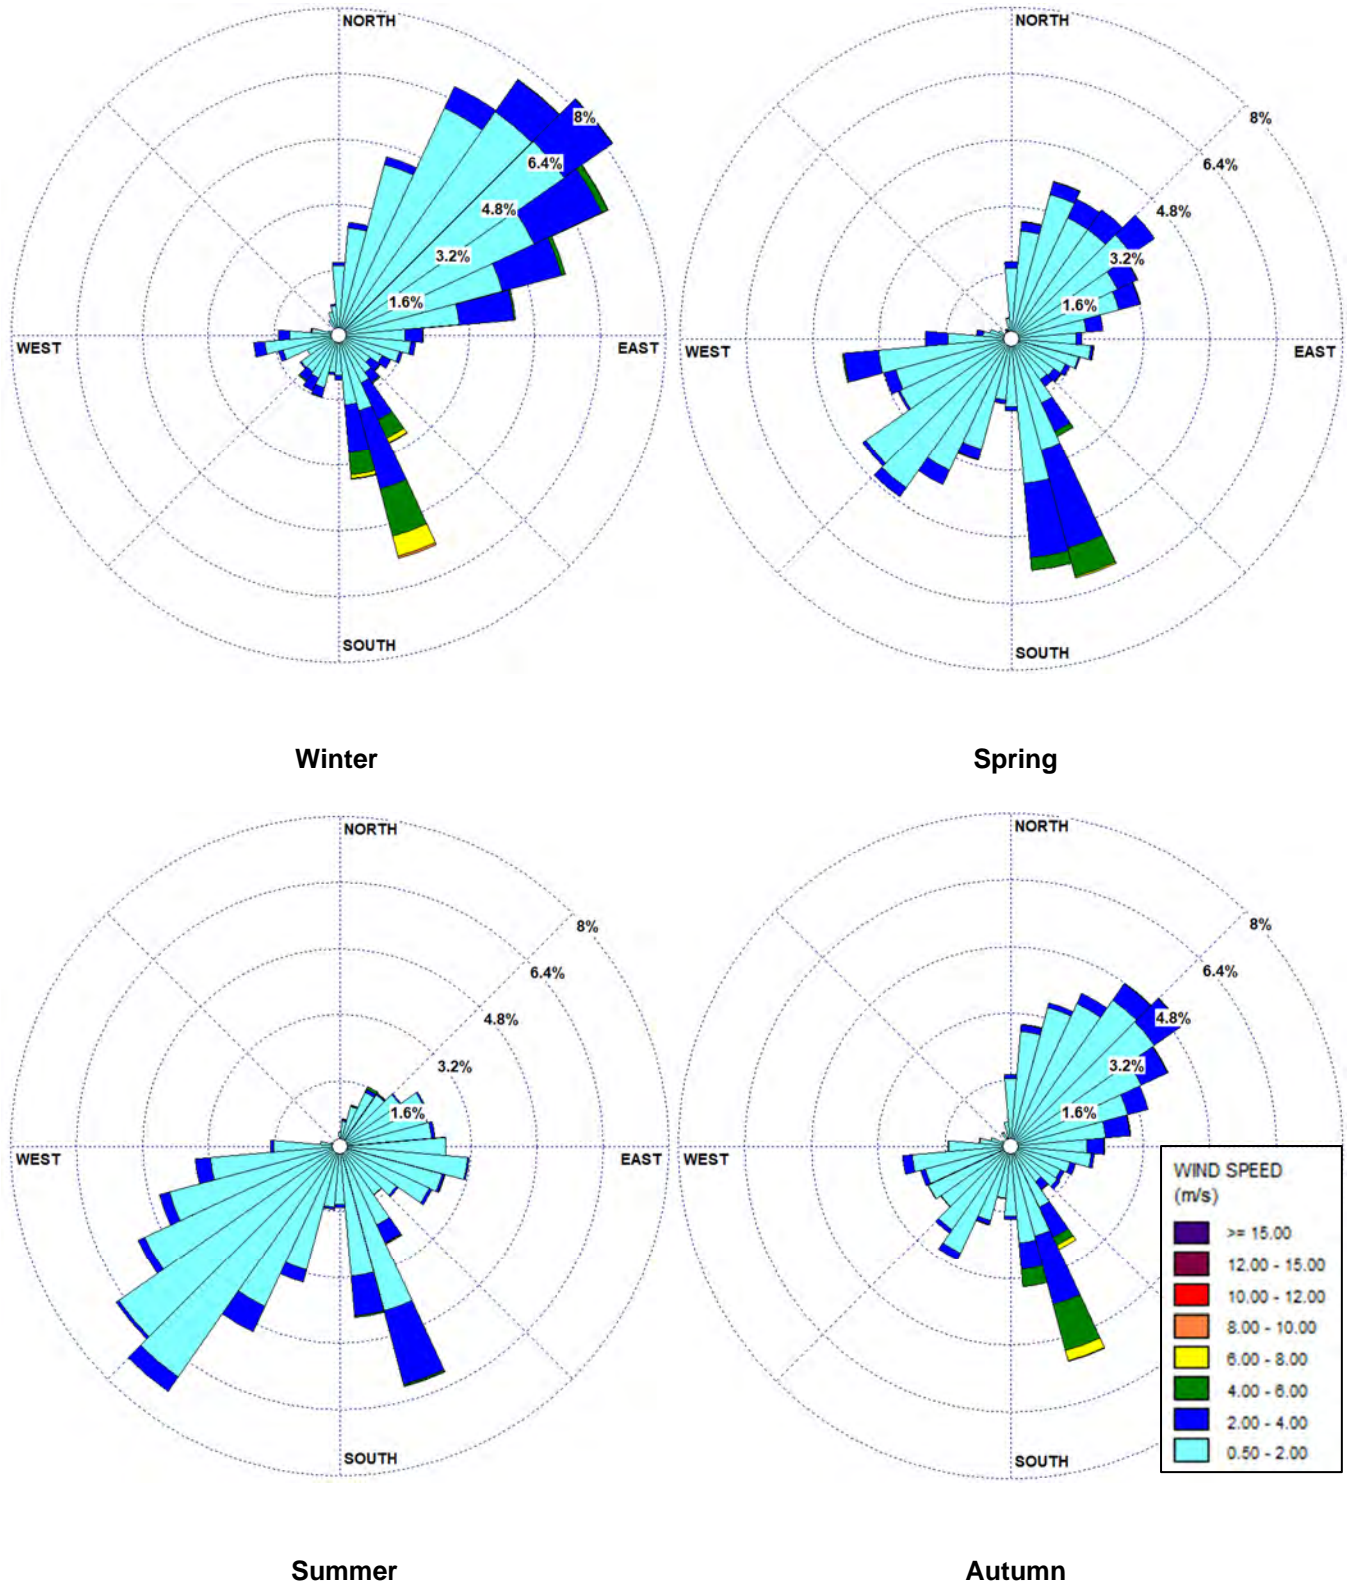 NORTH
8%
6.4%
4.8%
3.2%
1.6%
WEST
EAST
SOUTH
Winter
NORTH
8%
6.4%
4.8%
3.2%
1.6%
WEST
EAST
SOUTH
Spring
NORTH
8%
6.4%
4.8%
3.2%
1.6%
WEST
EAST
SOUTH
Summer
NORTH
8%
6.4%
4.8%
3.2%
1.6%
WEST
SOUTH
Autumn
WIND SPEED
(m/s)
>= 15.00
12.00 - 15.00
10.00 - 12.00
8.00 - 10.00
6.00 - 8.00
4.00 - 6.00
2.00 - 4.00
0.50 - 2.00